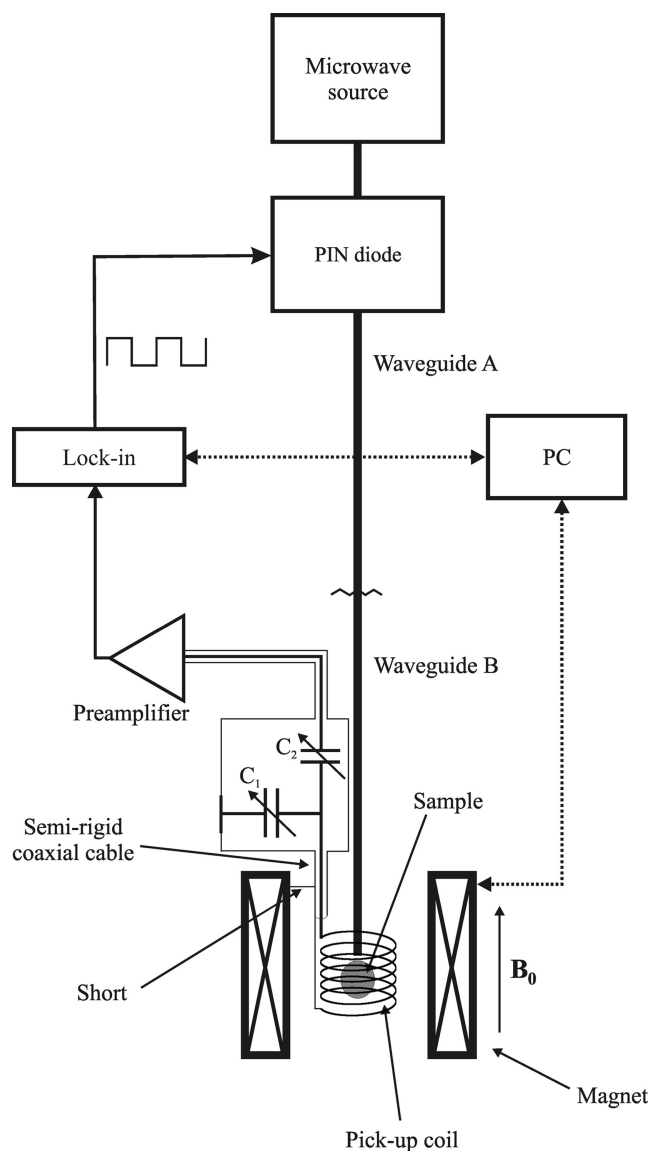 Microwave
source
PIN diode
Waveguide A
Lock-in
PC
Waveguide B
Preamplifier
C₂
C₁
Sample
Semi-rigid
coaxial cable
Short
B₀
Magnet
Pick-up coil